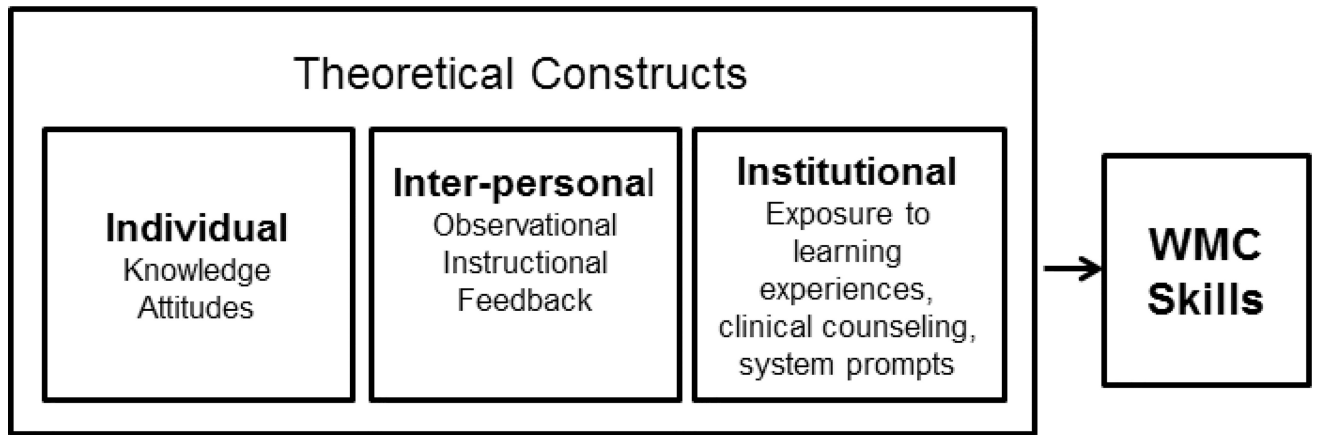 Theoretical Constructs
Individual
Knowledge
Attitudes
Inter-personal
Observational
Instructional
Feedback
Institutional
Exposure to
learning
experiences,
clinical counseling,
system prompts
WMC
Skills